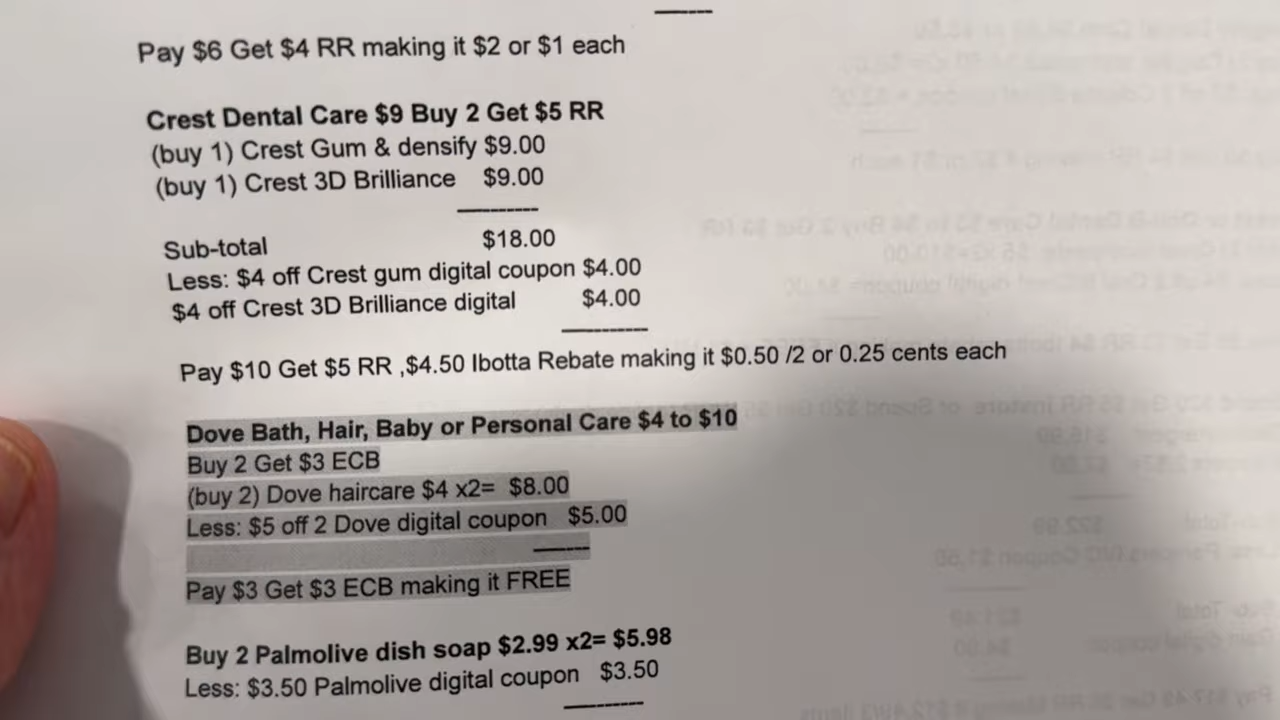 Pay $6 Get $4 RR making it $2 or $1 each
Crest Dental Care $9 Buy 2 Get $5 RR
(buy 1) Crest Gum & densify $9.00
(buy 1) Crest 3D Brilliance $9.00
Sub-total $18.00
Less: $4 off Crest gum digital coupon $4.00
$4 off Crest 3D Brilliance digital $4.00
Pay $10 Get $5 RR ,$4.50 Ibotta Rebate making it $0.50 /2 or 0.25 cents each
Dove Bath, Hair, Baby or Personal Care $4 to $10
Buy 2 Get $3 ECB
(buy 2) Dove haircare $4 x2= $8.00
Less: $5 off 2 Dove digital coupon $5.00
Pay $3 Get $3 ECB making it FREE
Buy 2 Palmolive dish soap $2.99 x2= $5.98
Less: $3.50 Palmolive digital coupon $3.50